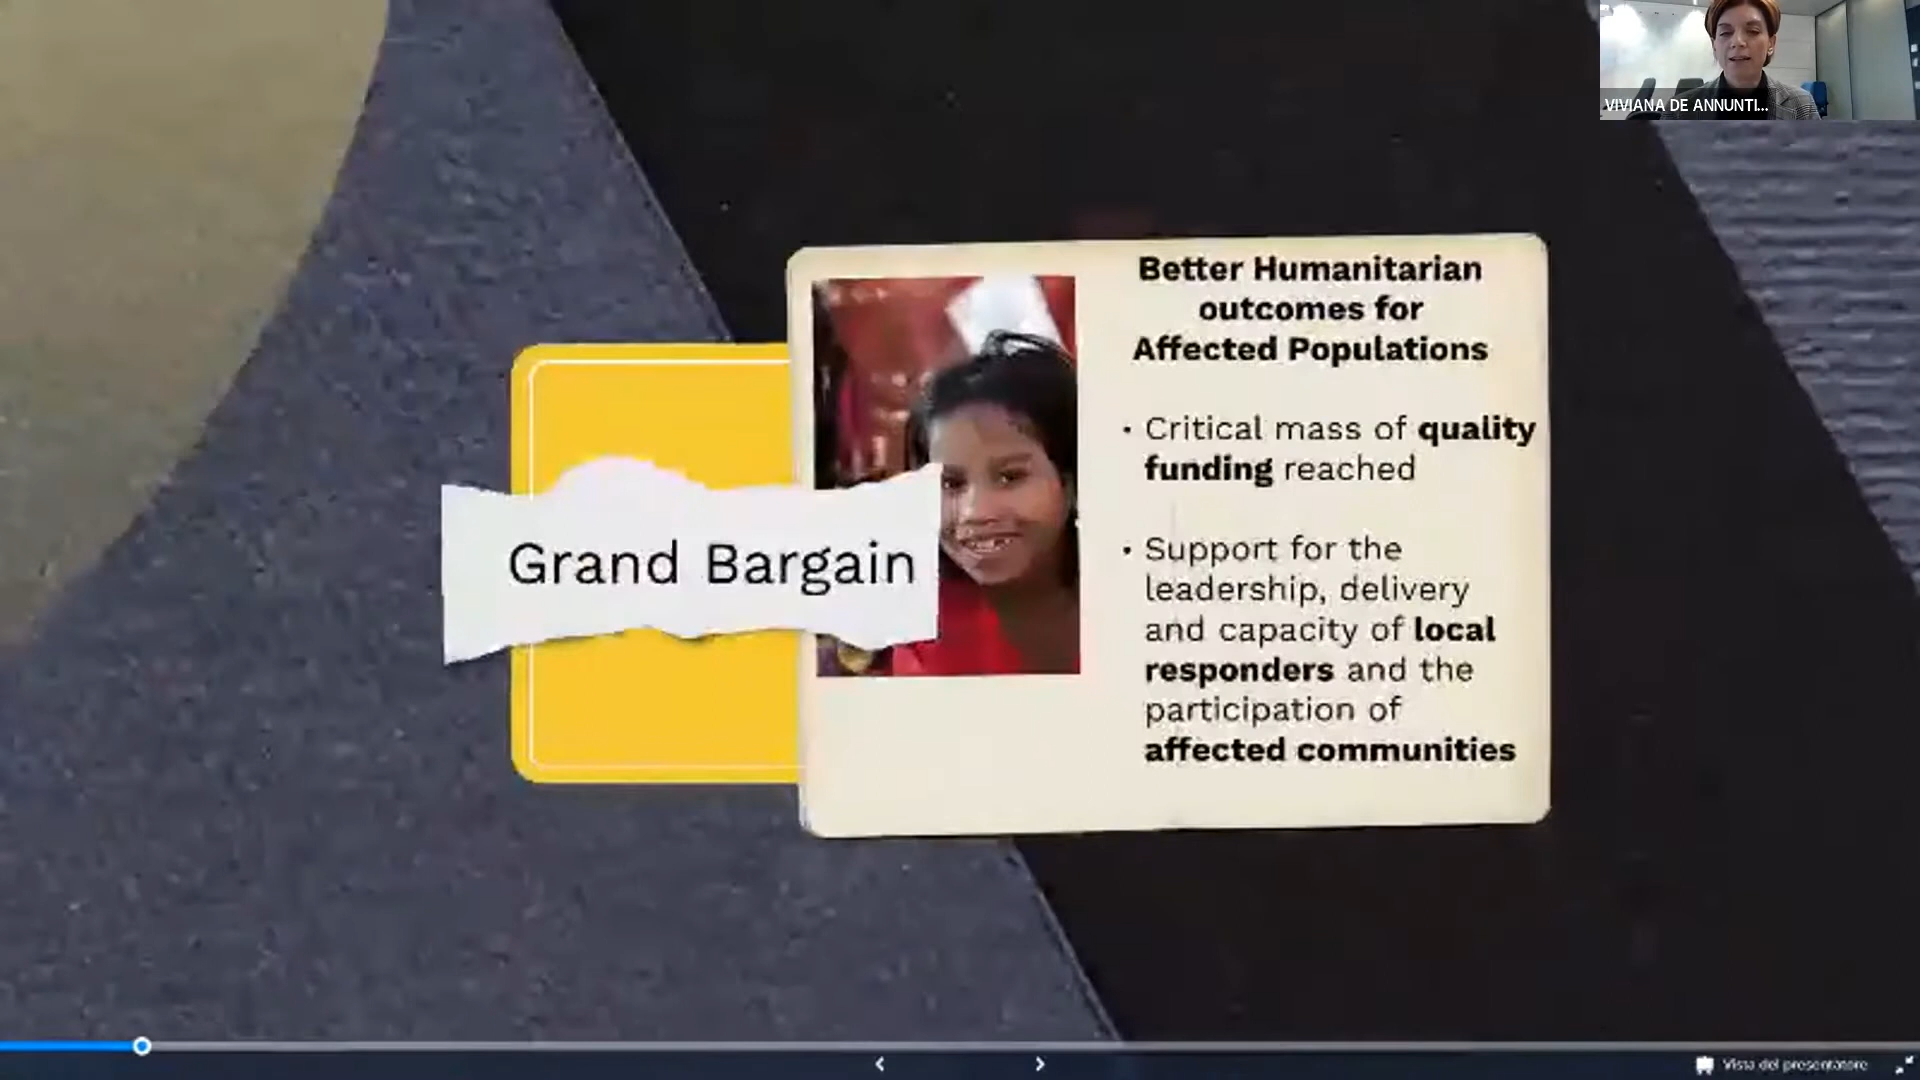 VIVIANA DE ANNUNTI...
Better Humanitarian
outcomes for
Affected Populations
• Critical mass of quality
funding reached
Grand Bargain
• Support for the
leadership, delivery
and capacity of local
responders and the
participation of
affected communities
Vista del presentatore